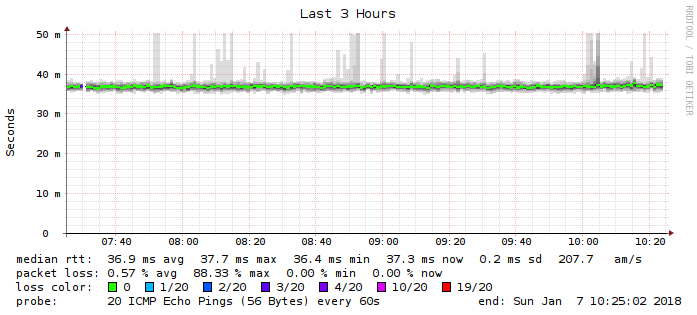 Last 3 Hours
RRDTOOL / TOBI OETIKER
Seconds
50 m
40 m
30 m
20 m
10 m
0
07:40 08:00 08:20 08:40 09:00 09:20 09:40 10:00 10:20
median rtt: 36.9 ms avg 37.7 ms max 36.4 ms min 37.3 ms now 0.2 ms sd 207.7 am/s
packet loss: 0.57 % avg 88.33 % max 0.00 % min 0.00 % now
loss color: 0 1/20 2/20 3/20 4/20 10/20 19/20
probe: 20 ICMP Echo Pings (56 Bytes) every 60s end: Sun Jan 7 10:25:02 2018